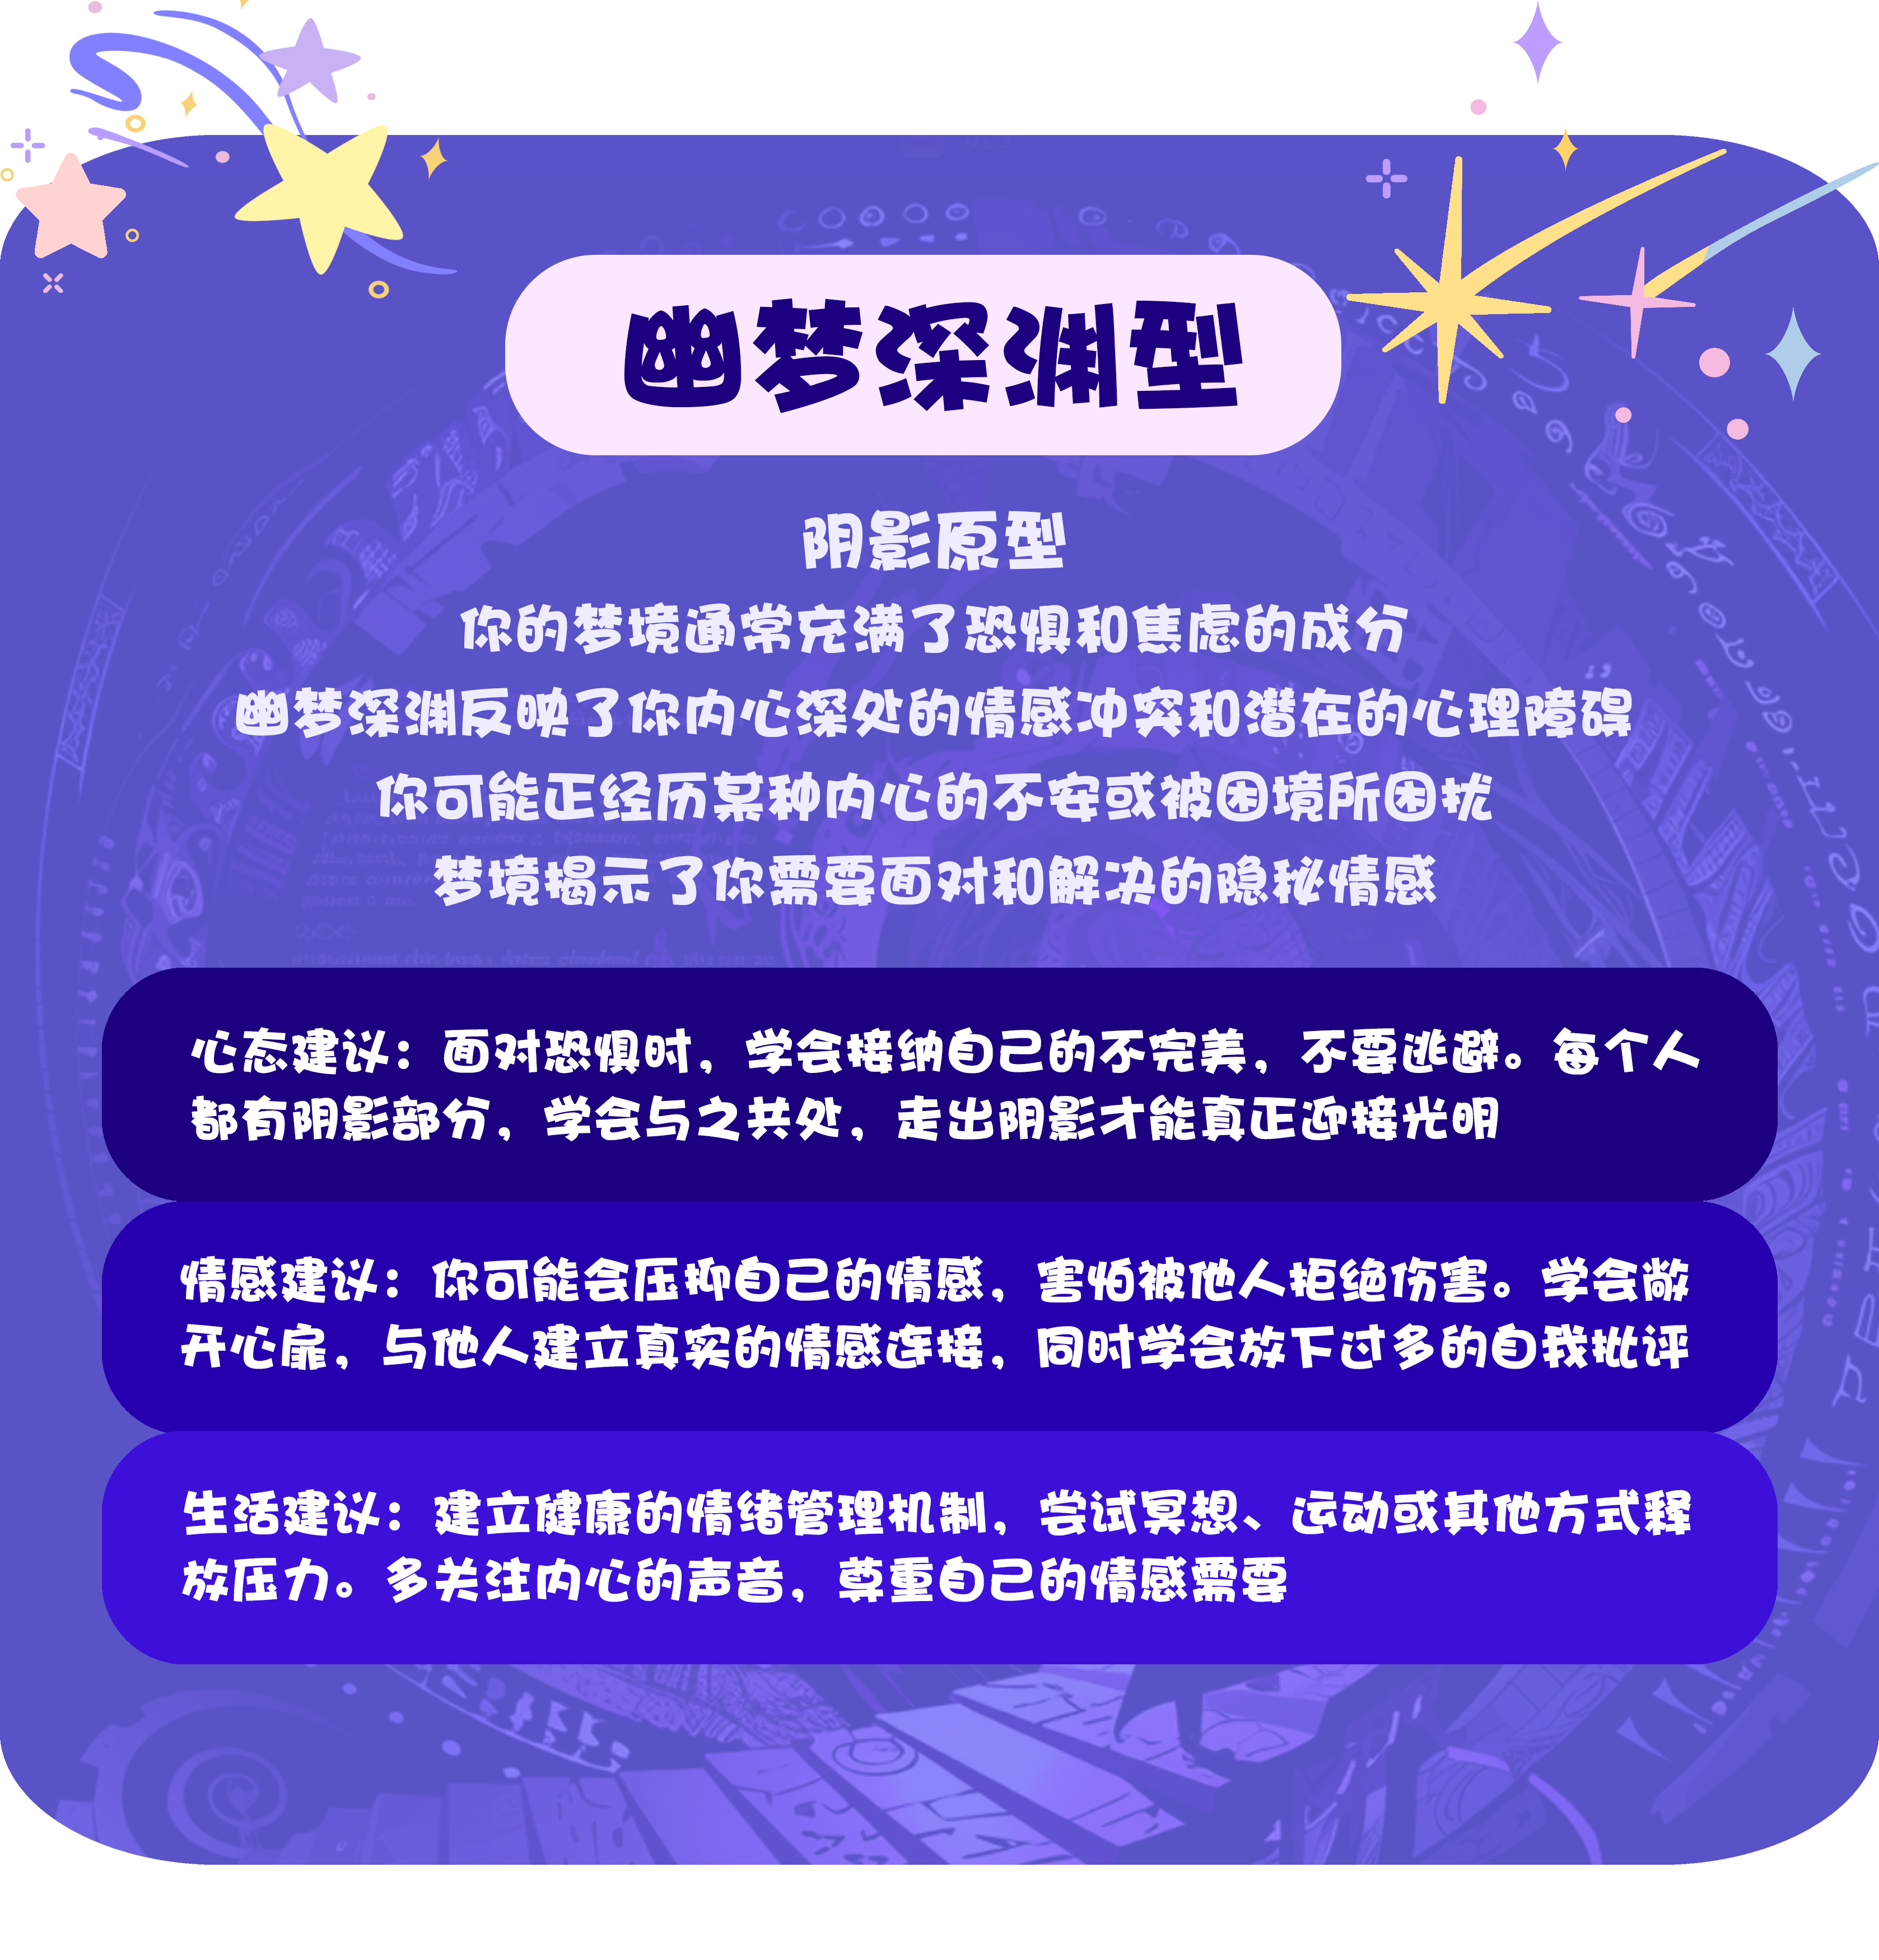 幽梦深渊型
阴影原型
你的梦境通常充满了恐惧和焦虑的成分
幽梦深渊反映了你内心深处的情感冲突和潜在的心理障碍
你可能正经历某种内心的不安或被困境所困扰
梦境揭示了你需要面对和解决的隐秘情感
心态建议：面对恐惧时，学会接纳自己的不完美，不要逃避。每个人
都有阴影部分，学会与之共处，走出阴影才能真正迎接光明
情感建议：你可能会压抑自己的情感，害怕被他人拒绝伤害。学会敞
开心扉，与他人建立真实的情感连接，同时学会放下过多的自我批评
生活建议：建立健康的情绪管理机制，尝试冥想、运动或其他方式释
放压力。多关注内心的声音，尊重自己的情感需要